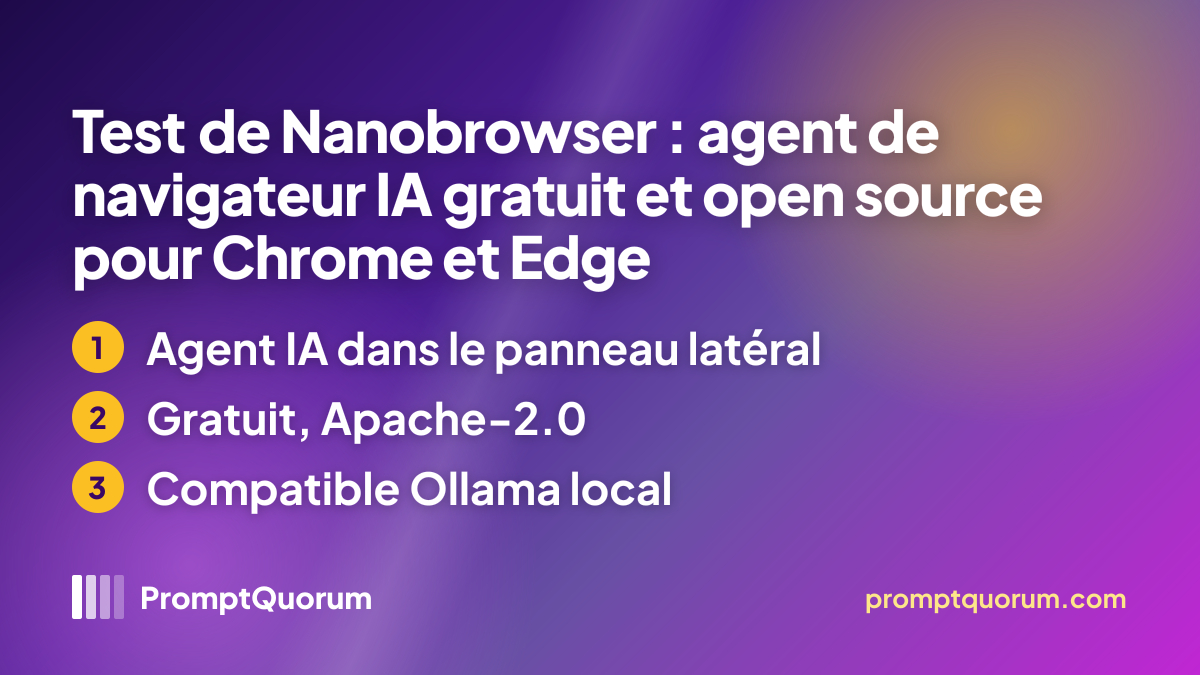 Test de Nanobrowser : agent de
navigateur IA gratuit et open source
pour Chrome et Edge
1 Agent IA dans le panneau latéral
2 Gratuit, Apache-2.0
3 Compatible Ollama local
PromptQuorum
promptquorum.com